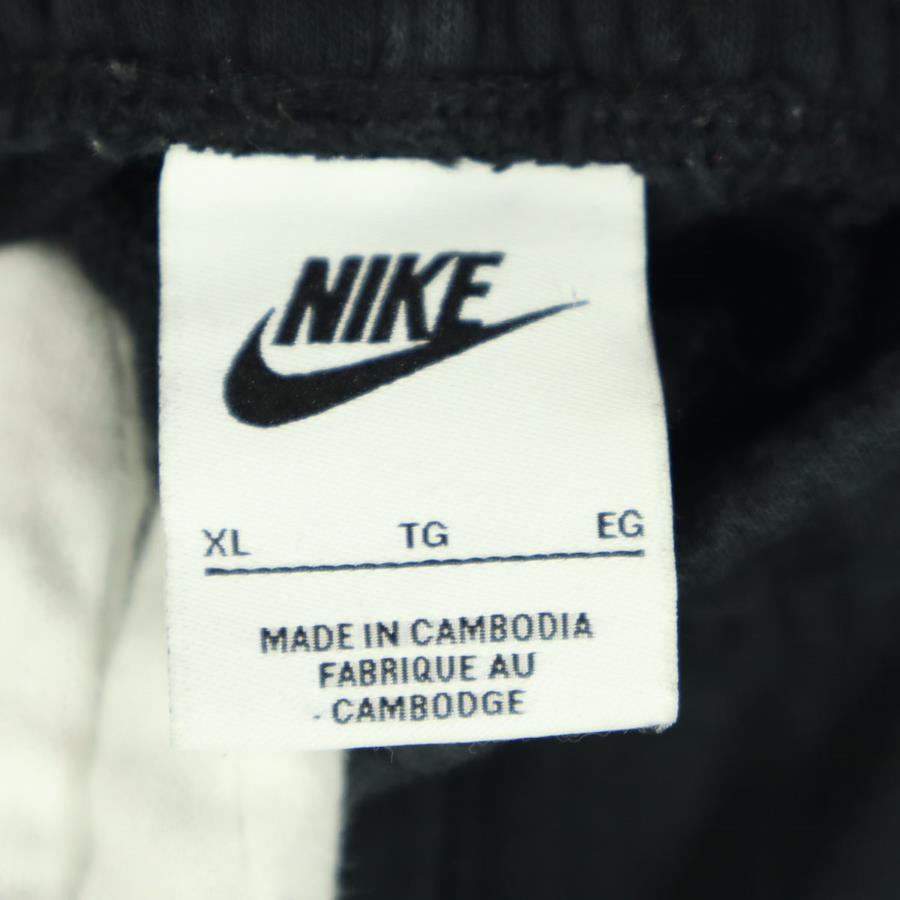 NIKE
XL TG EG
MADE IN CAMBODIA
FABRIQUE AU
CAMBODGE